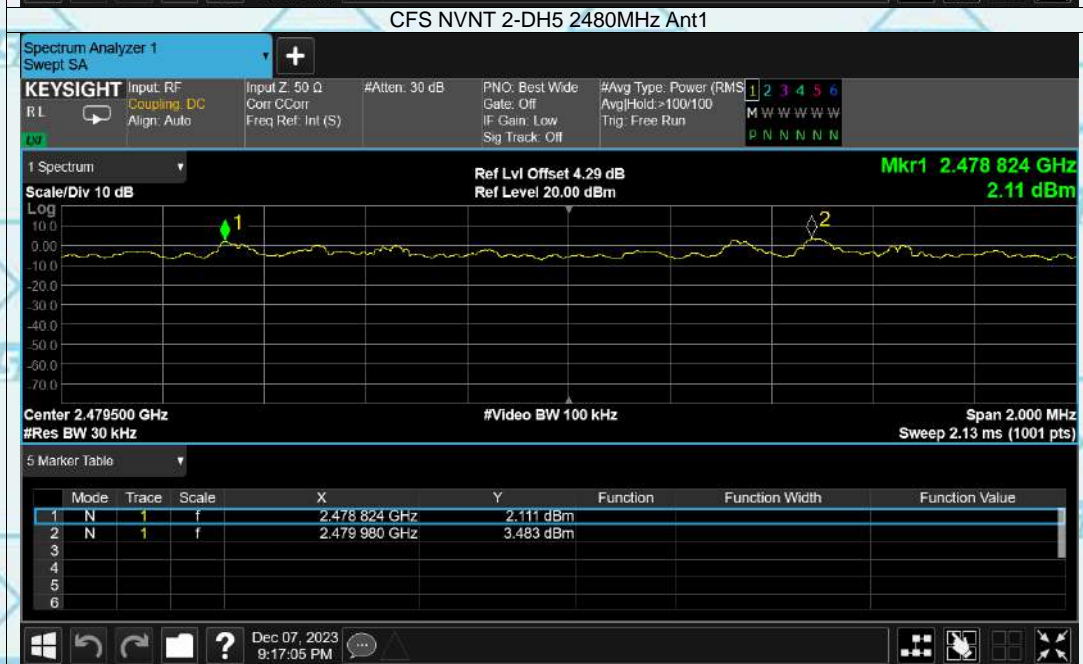 CFS NVNT 2-DH5 2480MHz Ant1
Spectrum Analyzer 1
Swept SA
+
KEYSIGHT Input: RF Input Z: 50 Ω #Atten: 30 dB PNO: Best Wide #Avg Type: Power (RMS 1 2 3 4 5 6
RL Coupling: DC Corr CCorr Gate: Off Avg|Hold:>100/100 M W W W W W
Align: Auto Freq Ref: Int (S) IF Gain: Low Trig: Free Run
LXI Sig Track: Off P N N N N N
1 Spectrum Ref Lvl Offset 4.29 dB Mkr1 2.478 824 GHz
Scale/Div 10 dB Ref Level 20.00 dBm 2.11 dBm
Log
10.0
0.00
-10.0
-20.0
-30.0
-40.0
-50.0
-60.0
-70.0
1
2
Center 2.479500 GHz #Video BW 100 kHz Span 2.000 MHz
#Res BW 30 kHz Sweep 2.13 ms (1001 pts)
5 Marker Table
Mode Trace Scale X Y Function Function Width Function Value
1 N 1 f 2.478 824 GHz 2.111 dBm
2 N 1 f 2.479 980 GHz 3.483 dBm
3
4
5
6
? Dec 07, 2023
9:17:05 PM